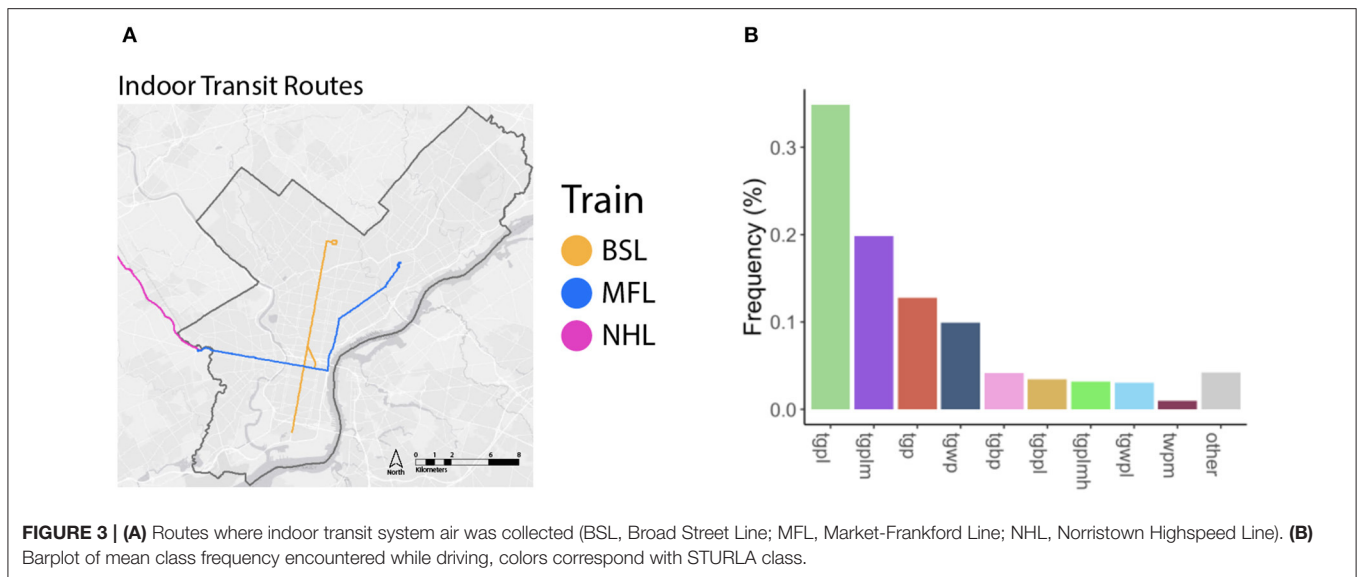 A
Indoor Transit Routes
Train
BSL
MFL
NHL
North
0 1 2 6 8
Kilometers
B
Frequency (%)
0.3
0.2
0.1
0.0
tgpl
tgplm
tgp
tgwp
tgbp
tgbpl
tgplmh
tgwpl
twpm
other
FIGURE 3 | (A) Routes where indoor transit system air was collected (BSL, Broad Street Line; MFL, Market-Frankford Line; NHL, Norristown Highspeed Line). (B)
Barplot of mean class frequency encountered while driving, colors correspond with STURLA class.